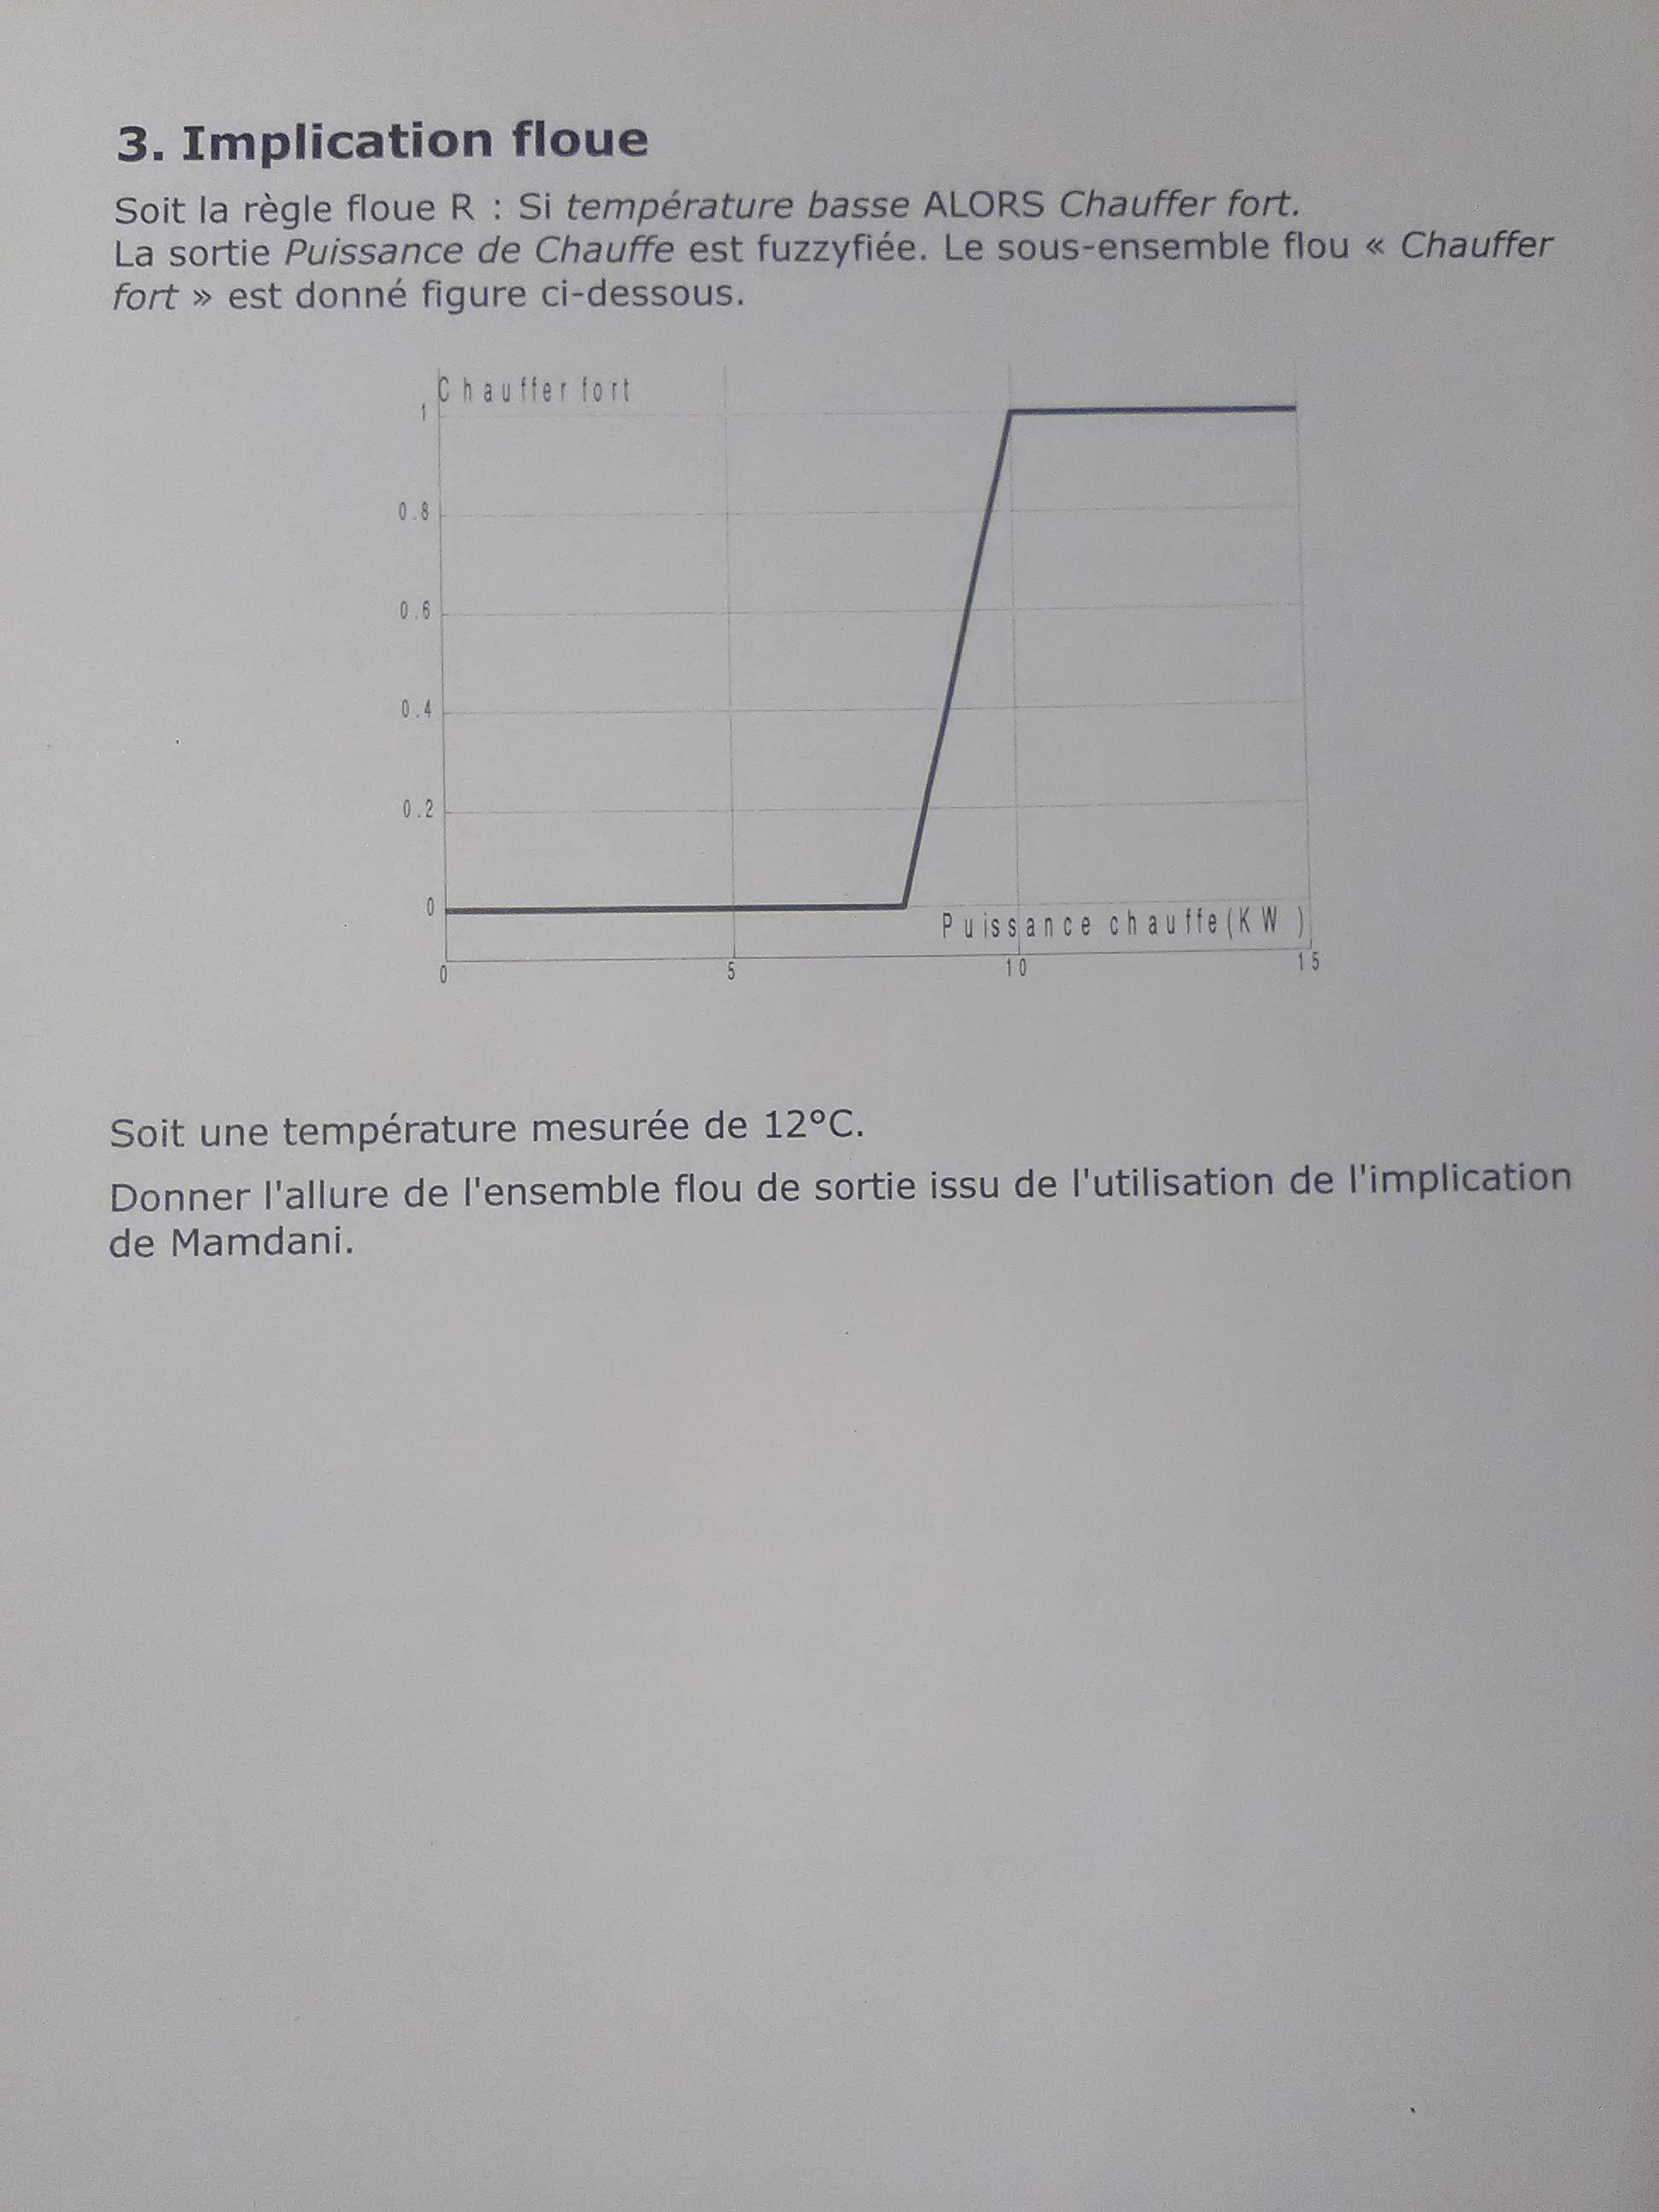 3. Implication floue
Soit la règle floue R : Si température basse ALORS Chauffer fort.
La sortie Puissance de Chauffe est fuzzyfiée. Le sous-ensemble flou « Chauffer
fort » est donné figure ci-dessous.
Chauffer fort
1
0.8
0.6
0.4
0.2
0
Puissance chauffe(KW )
0 5 10 15
Soit une température mesurée de 12°C.
Donner l'allure de l'ensemble flou de sortie issu de l'utilisation de l'implication
de Mamdani.